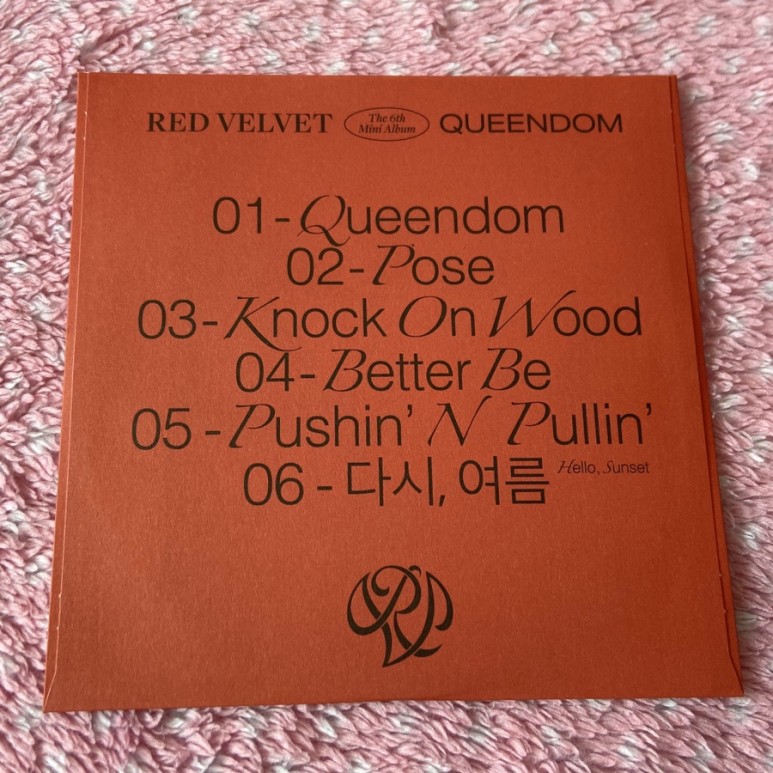 RED VELVET The 6th Mini Album QUEENDOM
01-Queendom
02-Pose
03-Knock On Wood
04-Better Be
05-Pushin' N Pullin'
06-다시, 여름 Hello, Sunset